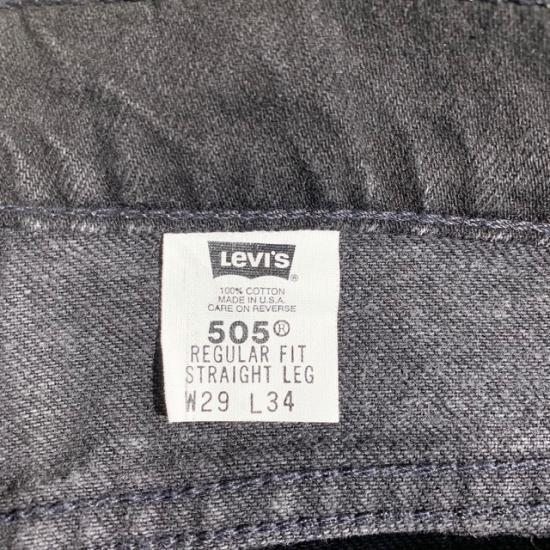 LEVI'S ®
100% COTTON
MADE IN U.S.A.
CARE ON REVERSE
505®
REGULAR FIT
STRAIGHT LEG
W29 L34